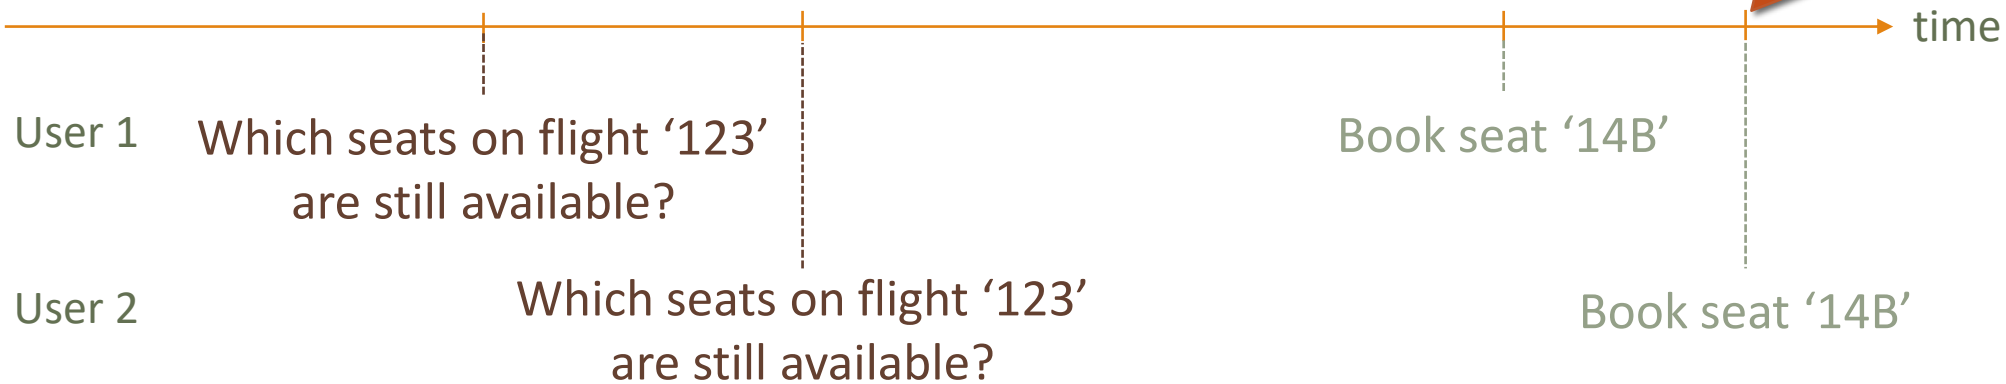 time
User 1
Which seats on flight ‘123’
are still available?
Book seat ‘14B’
User 2
Which seats on flight ‘123’
are still available?
Book seat ‘14B’